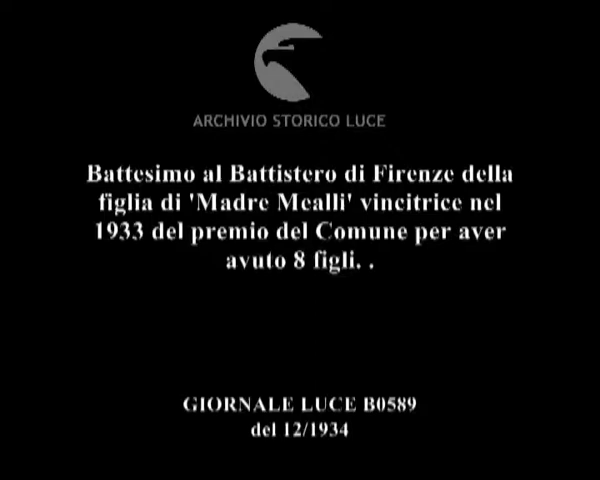 ARCHIVIO STORICO LUCE
Battesimo al Battistero di Firenze della
figlia di 'Madre Mealli' vincitrice nel
1933 del premio del Comune per aver
avuto 8 figli. .
GIORNALE LUCE B0589
del 12/1934